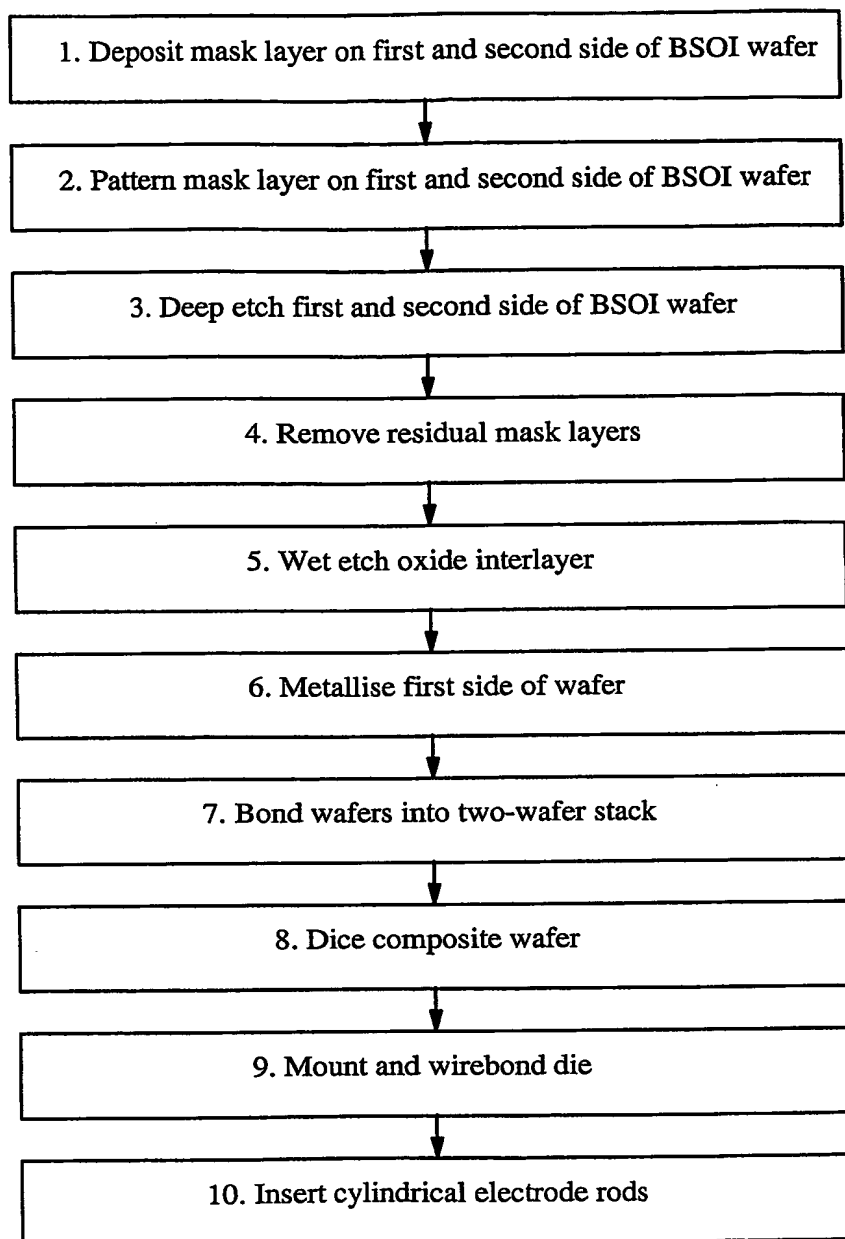 1. Deposit mask layer on first and second side of BSOI wafer
2. Pattern mask layer on first and second side of BSOI wafer
3. Deep etch first and second side of BSOI wafer
4. Remove residual mask layers
5. Wet etch oxide interlayer
6. Metallise first side of wafer
7. Bond wafers into two-wafer stack
8. Dice composite wafer
9. Mount and wirebond die
10. Insert cylindrical electrode rods